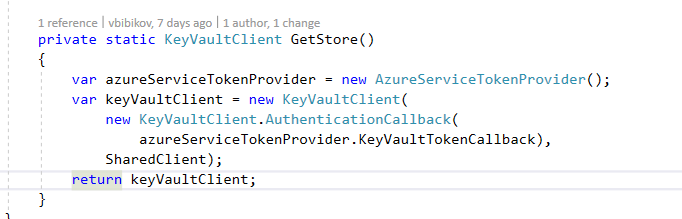 1 reference | vbibikov, 7 days ago | 1 author, 1 change
private static KeyVaultClient GetStore()
{
    var azureServiceTokenProvider = new AzureServiceTokenProvider();
    var keyVaultClient = new KeyVaultClient(
        new KeyVaultClient.AuthenticationCallback(
            azureServiceTokenProvider.KeyVaultTokenCallback),
        SharedClient);
    return keyVaultClient;
}